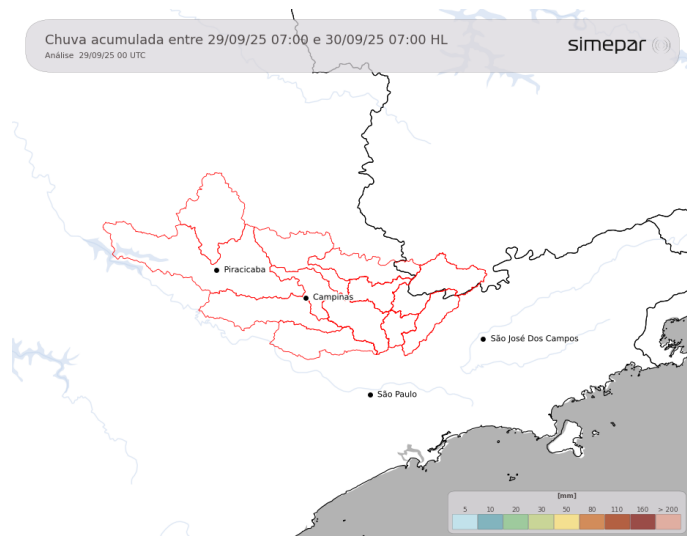 Chuva acumulada entre 29/09/25 07:00 e 30/09/25 07:00 HL
Análise 29/09/25 00 UTC
simepar
Piracicaba
Campinas
São José Dos Campos
São Paulo
[mm]
5 10 20 30 50 80 110 160 > 200